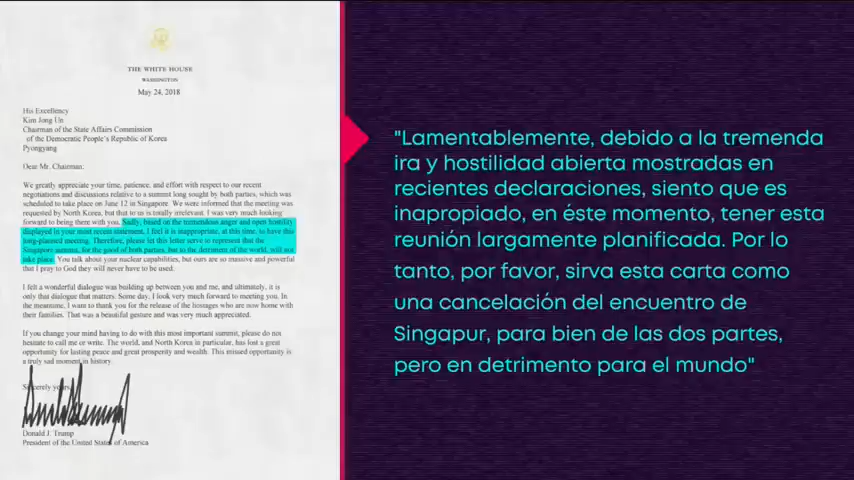 THE WHITE HOUSE
WASHINGTON
May 24, 2018
His Excellency
Kim Jong Un
Chairman of the State Affairs Commission
of the Democratic People's Republic of Korea
Pyongyang
Dear Mr. Chairman.
We greatly appreciate your time, patience, and effort with respect to our recent
negotiations and discussions relative to a summit long sought by both parties, which was
scheduled to take place on June 12 in Singapore. We were informed that the meeting was
requested by North Korea, but that to us is totally irrelevant. I was very much looking
forward to being there with you. Sadly, based on the tremendous anger and open hostility
displayed in your most recent statement, I feel it is inappropriate, at this time, to have this
long-planned meeting. Therefore, please let this letter serve to represent that the
Singapore summit, for the good of both parties, but to the detriment of the world, will not
take place. You talk about your nuclear capabilities, but ours are so massive and powerful
that I pray to God they will never have to be used.
I felt a wonderful dialogue was building up between you and me, and ultimately, it is
only that dialogue that matters. Some day, I look very much forward to meeting you. In
the meantime, I want to thank you for the release of the hostages who are now home with
their families. That was a beautiful gesture and was very much appreciated.
If you change your mind having to do with this most important summit, please do not
hesitate to call me or write. The world, and North Korea in particular, has lost a great
opportunity for lasting peace and great prosperity and wealth. This missed opportunity is
a truly sad moment in history.
Sincerely yours,
Donald J. Trump
President of the United States of America
"Lamentablemente, debido a la tremenda
ira y hostilidad abierta mostradas en
recientes declaraciones, siento que es
inapropiado, en éste momento, tener esta
reunión largamente planificada. Por lo
tanto, por favor, sirva esta carta como
una cancelación del encuentro de
Singapur, para bien de las dos partes,
pero en detrimento para el mundo"